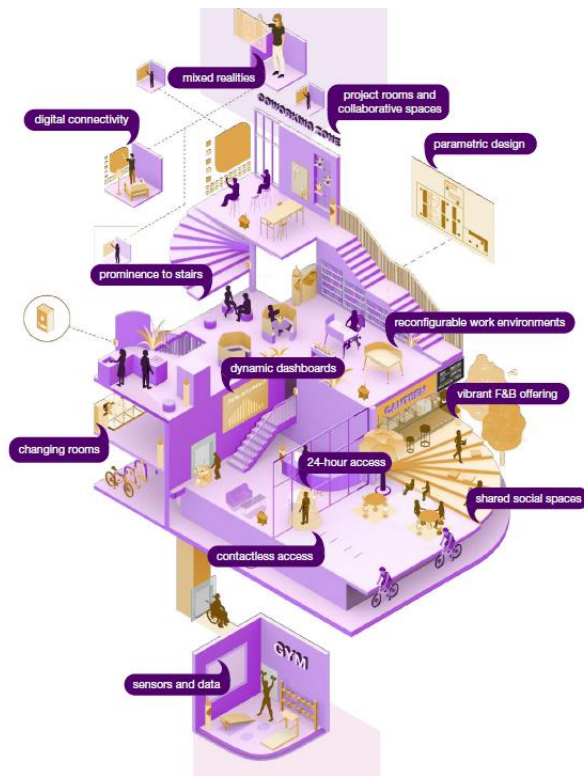 mixed realities
project rooms and
collaborative spaces
COWORKING ZONE
digital connectivity
parametric design
prominence to stairs
reconfigurable work environments
dynamic dashboards
CANTEEN
vibrant F&B offering
changing rooms
24-hour access
shared social spaces
contactless access
GYM
sensors and data